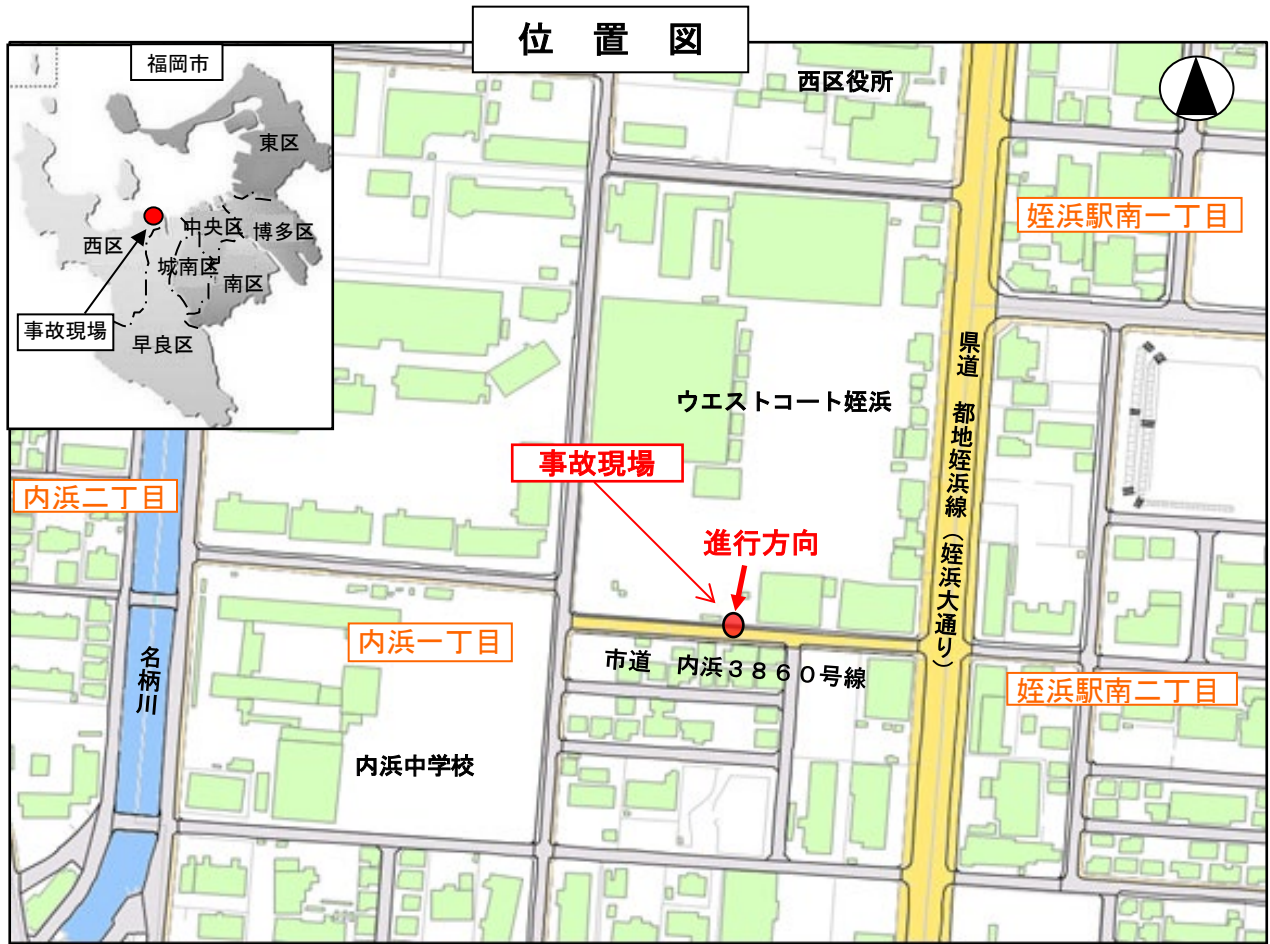 位 置 図
福岡市
東区
中央区
博多区
西区
城南区
南区
事故現場
早良区
西区役所
姪浜駅南一丁目
県道 都地姪浜線(姪浜大通り)
ウエストコート姪浜
事故現場
内浜二丁目
進行方向
内浜一丁目
市道 内浜3860号線
名柄川
姪浜駅南二丁目
内浜中学校